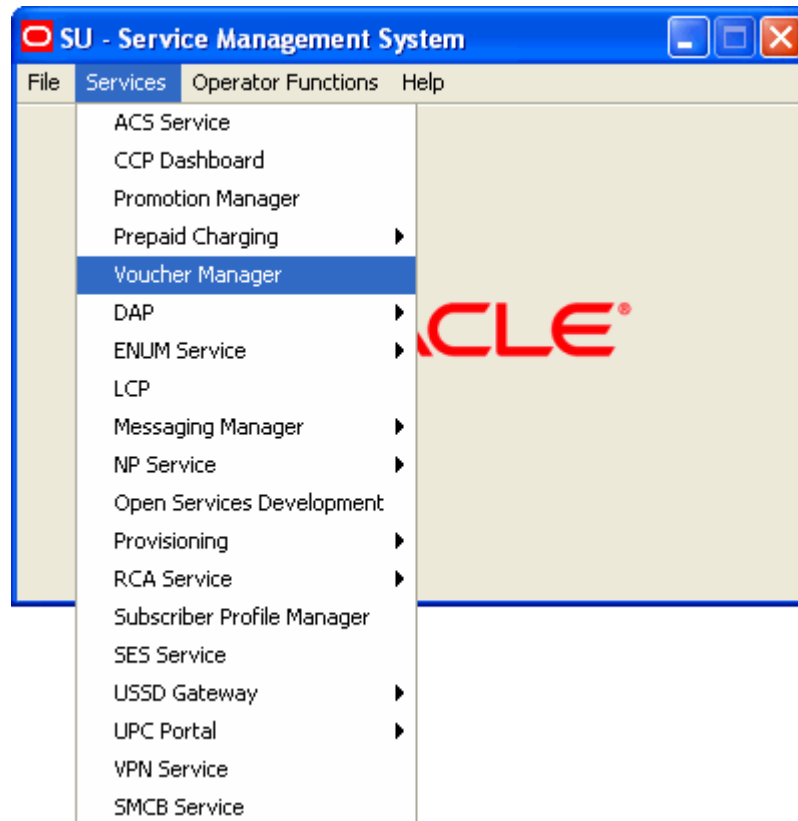 SU - Service Management System
File Services Operator Functions Help
ACS Service
CCP Dashboard
Promotion Manager
Prepaid Charging
Voucher Manager
DAP
CLE®
ENUM Service
LCP
Messaging Manager
NP Service
Open Services Development
Provisioning
RCA Service
Subscriber Profile Manager
SES Service
USSD Gateway
UPC Portal
VPN Service
SMCB Service